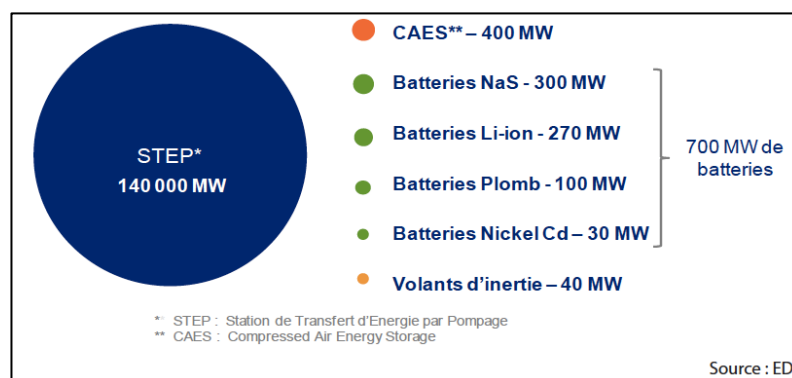 STEP*
140 000 MW
CAES** – 400 MW
Batteries NaS - 300 MW
Batteries Li-ion - 270 MW
Batteries Plomb - 100 MW
Batteries Nickel Cd – 30 MW
Volants d’inertie – 40 MW
700 MW de
batteries
* STEP : Station de Transfert d'Energie par Pompage
** CAES : Compressed Air Energy Storage
Source : ED